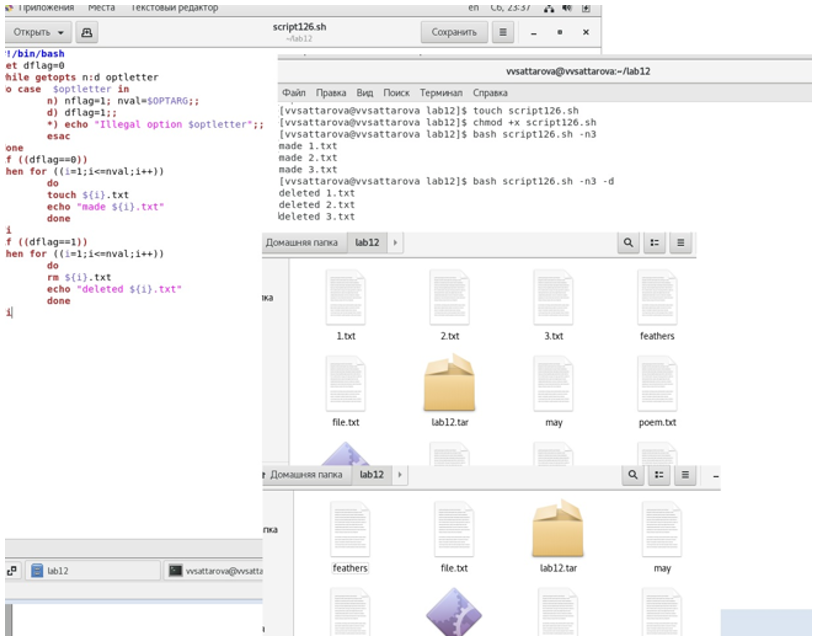 Приложения Места Текстовый редактор en Сб, 23:37
Открыть script126.sh ~/lab12 Сохранить
!/bin/bash
et dflag=0
hile getopts n:d optletter
o case $optletter in
n) nflag=1; nval=$OPTARG;;
d) dflag=1;;
*) echo "Illegal option $optletter";;
esac
one
f ((dflag==0))
hen for ((i=1;i<=nval;i++))
do
touch ${i}.txt
echo "made ${i}.txt"
done
i
f ((dflag==1))
hen for ((i=1;i<=nval;i++))
do
rm ${i}.txt
echo "deleted ${i}.txt"
done
i
vvsattarova@vvsattarova:~/lab12
Файл Правка Вид Поиск Терминал Справка
[vvsattarova@vvsattarova lab12]$ touch script126.sh
[vvsattarova@vvsattarova lab12]$ chmod +x script126.sh
[vvsattarova@vvsattarova lab12]$ bash script126.sh -n3
made 1.txt
made 2.txt
made 3.txt
[vvsattarova@vvsattarova lab12]$ bash script126.sh -n3 -d
deleted 1.txt
deleted 2.txt
deleted 3.txt
Домашняя папка lab12
пка
1.txt 2.txt 3.txt feathers
file.txt lab12.tar may poem.txt
Домашняя папка lab12
пка
feathers file.txt lab12.tar may
lab12 vvsattarova@vvsatta